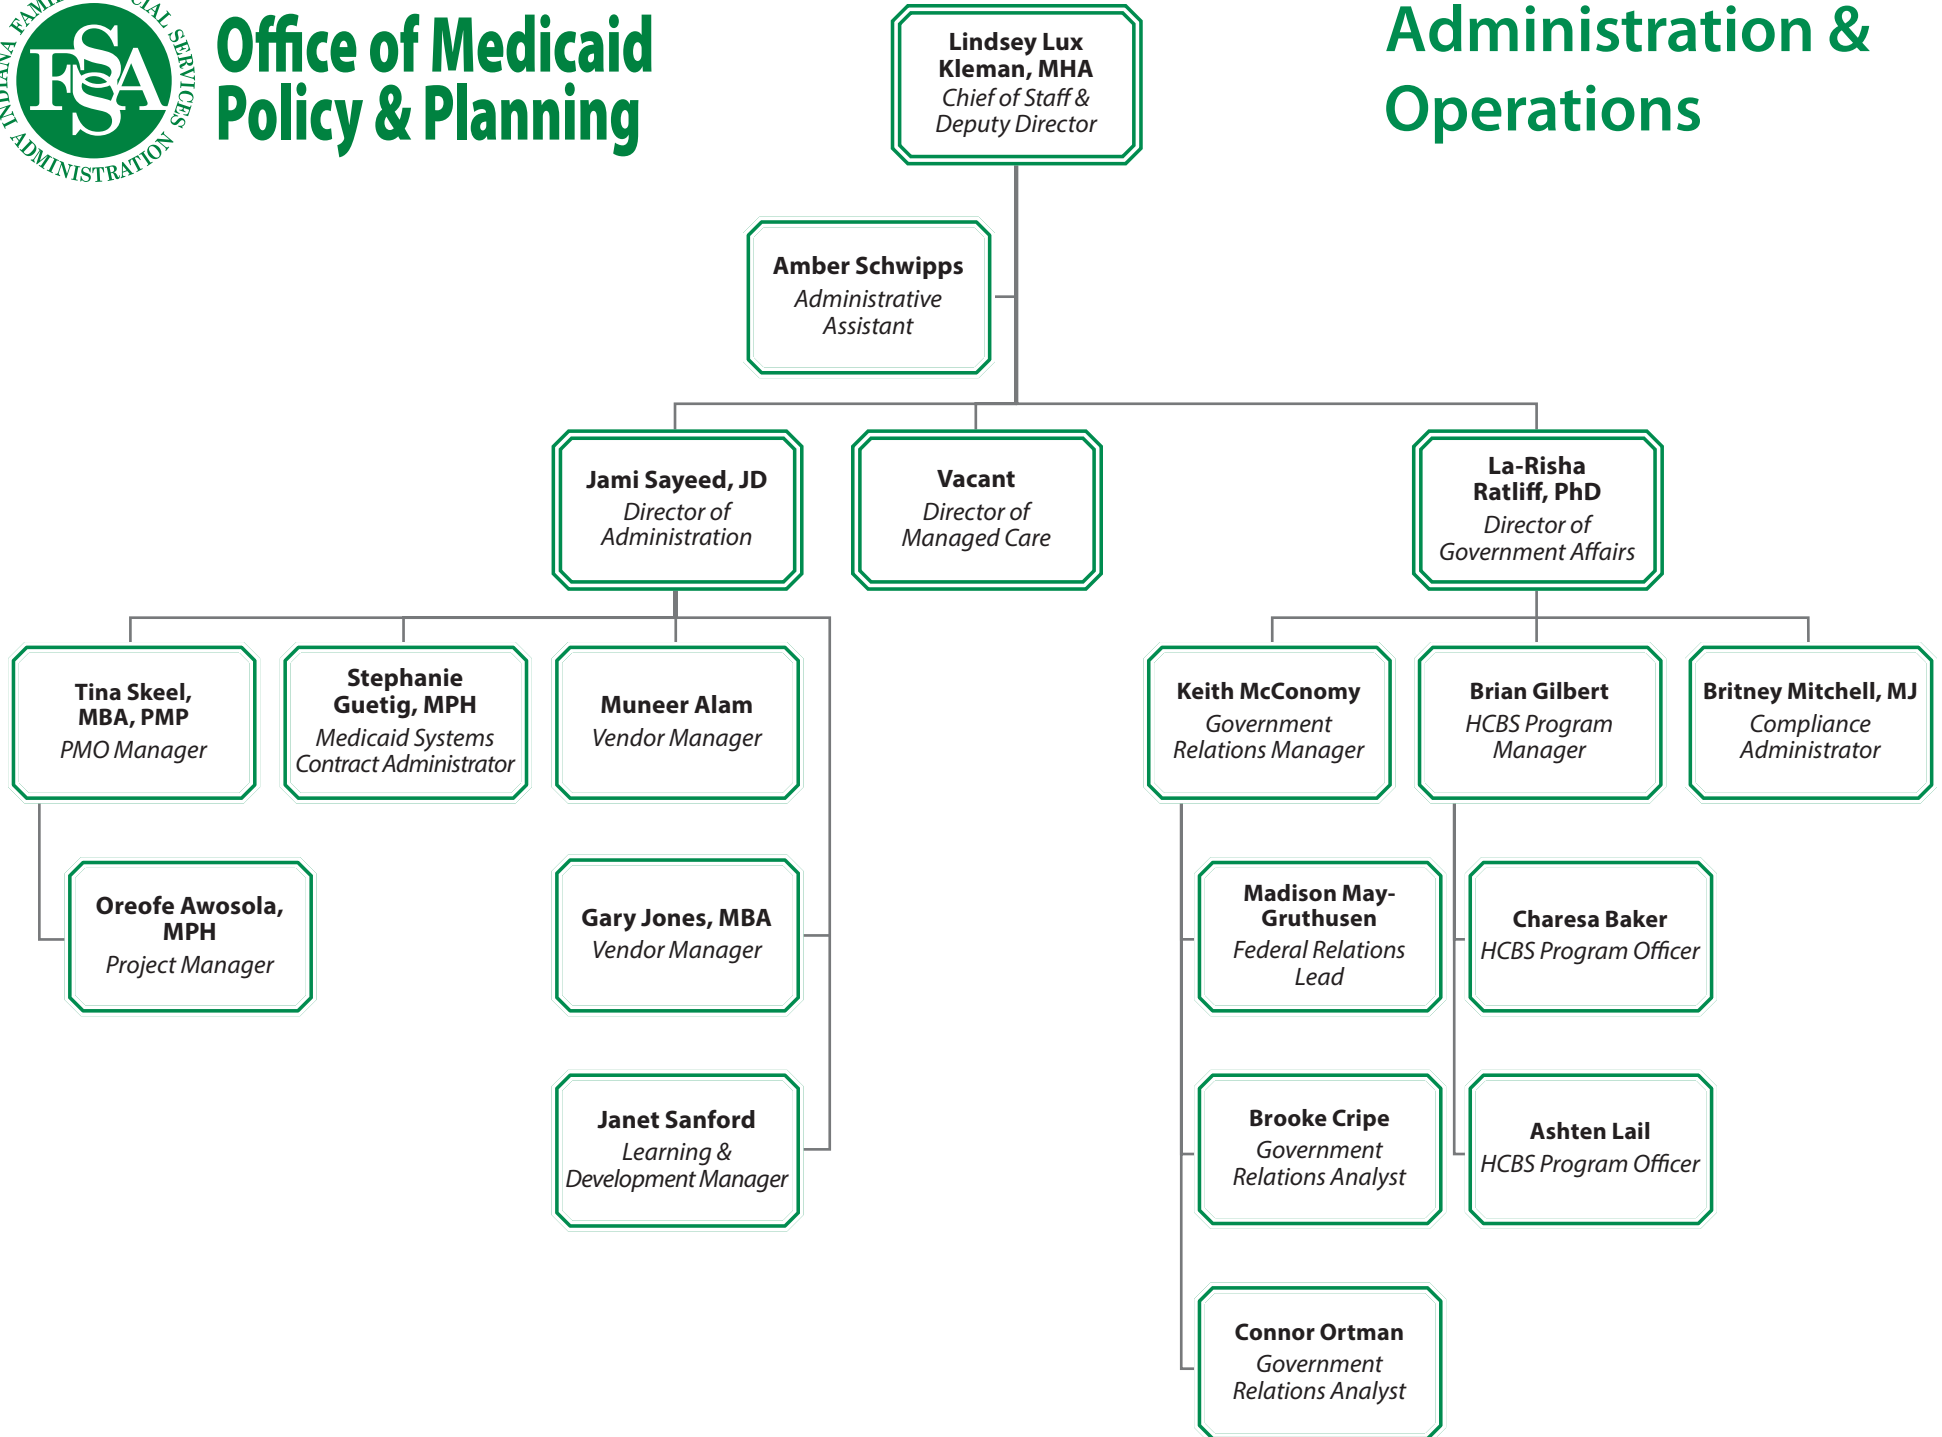 FSSA
SERVICES
ADMINISTRATION
Office of Medicaid
Policy & Planning
Administration &
Operations
Lindsey Lux
Kleman, MHA
Chief of Staff &
Deputy Director
Amber Schwipps
Administrative
Assistant
Jami Sayeed, JD
Director of
Administration
Vacant
Director of
Managed Care
La-Risha
Ratliff, PhD
Director of
Government Affairs
Tina Skeel,
MBA, PMP
PMO Manager
Stephanie
Guetig, MPH
Medicaid Systems
Contract Administrator
Muneer Alam
Vendor Manager
Keith McConomy
Government
Relations Manager
Brian Gilbert
HCBS Program
Manager
Britney Mitchell, MJ
Compliance
Administrator
Oreofe Awosola,
MPH
Project Manager
Gary Jones, MBA
Vendor Manager
Madison May-
Gruthusen
Federal Relations
Lead
Charesa Baker
HCBS Program Officer
Janet Sanford
Learning &
Development Manager
Brooke Cripe
Government
Relations Analyst
Ashten Lail
HCBS Program Officer
Connor Ortman
Government
Relations Analyst